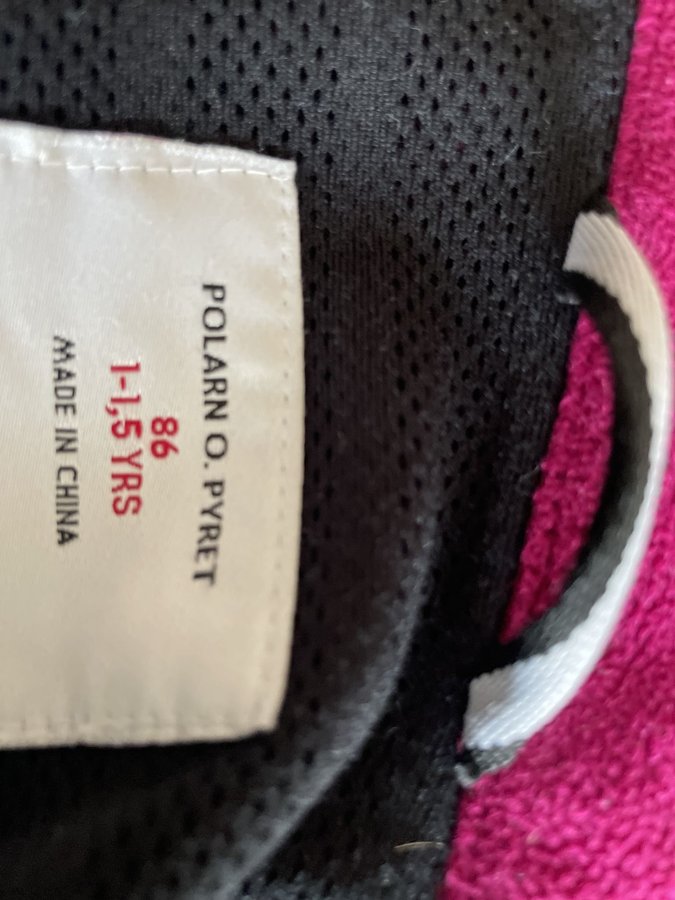 POLARN O. PYRET
86
1-1,5 YRS
MADE IN CHINA